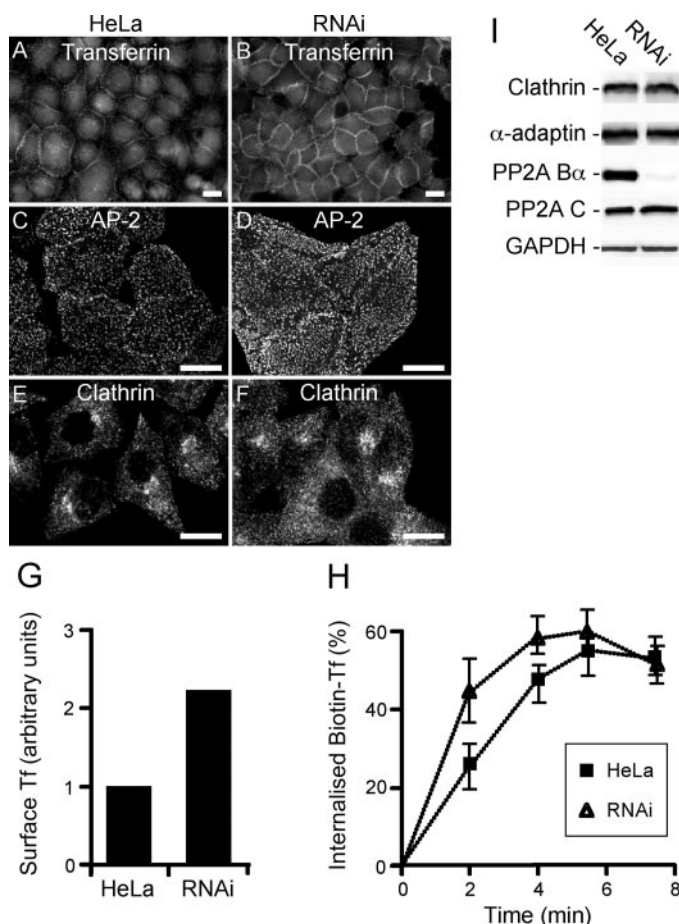 HeLa RNAi
A Transferrin
B Transferrin
C AP-2
D AP-2
E Clathrin
F Clathrin
G
Surface Tf (arbitrary units)
3
2
1
0
HeLa RNAi
H
Internalised Biotin-Tf (%)
60
40
20
0
0 2 4 6 8
Time (min)
HeLa
RNAi
I
HeLa RNAi
Clathrin -
α-adaptin -
PP2A Bα -
PP2A C -
GAPDH -